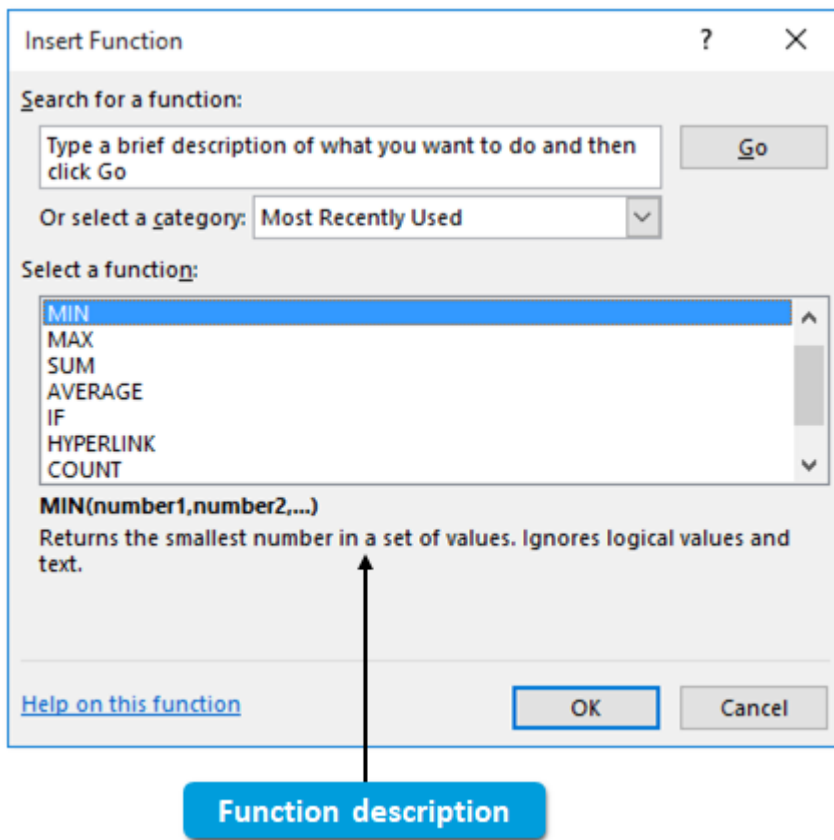 Insert Function
?
Search for a function:
Type a brief description of what you want to do and then
click Go
Go
Or select a category:
Most Recently Used
Select a function:
MIN
MAX
SUM
AVERAGE
IF
HYPERLINK
COUNT
MIN(number1,number2,...)
Returns the smallest number in a set of values. Ignores logical values and
text.
Help on this function
OK
Cancel
Function description